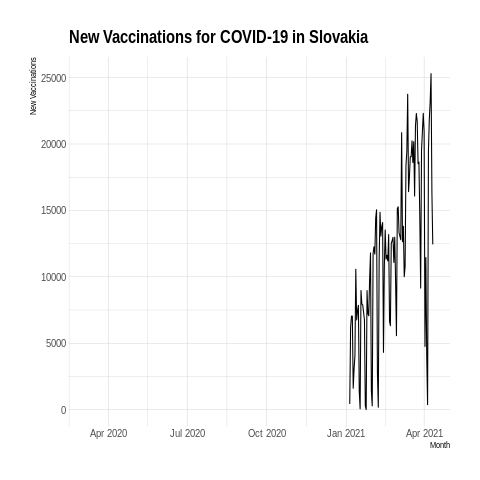 New Vaccinations for COVID-19 in Slovakia
New Vaccinations
25000
20000
15000
10000
5000
0
Apr 2020 Jul 2020 Oct 2020 Jan 2021 Apr 2021
Month